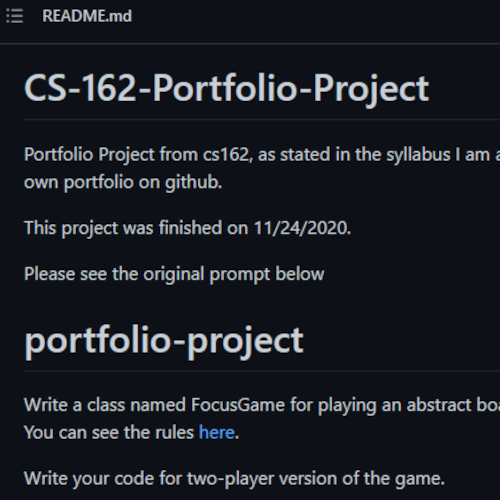 README.md
CS-162-Portfolio-Project
Portfolio Project from cs162, as stated in the syllabus I am
own portfolio on github.
This project was finished on 11/24/2020.
Please see the original prompt below
portfolio-project
Write a class named FocusGame for playing an abstract
You can see the rules here.
Write your code for two-player version of the game.